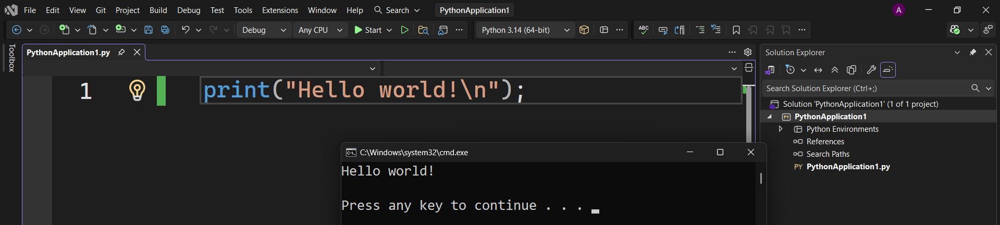 File Edit View Git Project Build Debug Test Tools Extensions Window Help Search PythonApplication1 A
Debug Any CPU Start Python 3.14 (64-bit) ABC
Toolbox
PythonApplication1.py
Solution Explorer
1 print("Hello world!\n");
Search Solution Explorer (Ctrl+;)
Solution 'PythonApplication1' (1 of 1 project)
PY PythonApplication1
Python Environments
References
Search Paths
PY PythonApplication1.py
C:\Windows\system32\cmd.exe
Hello world!
Press any key to continue . . .